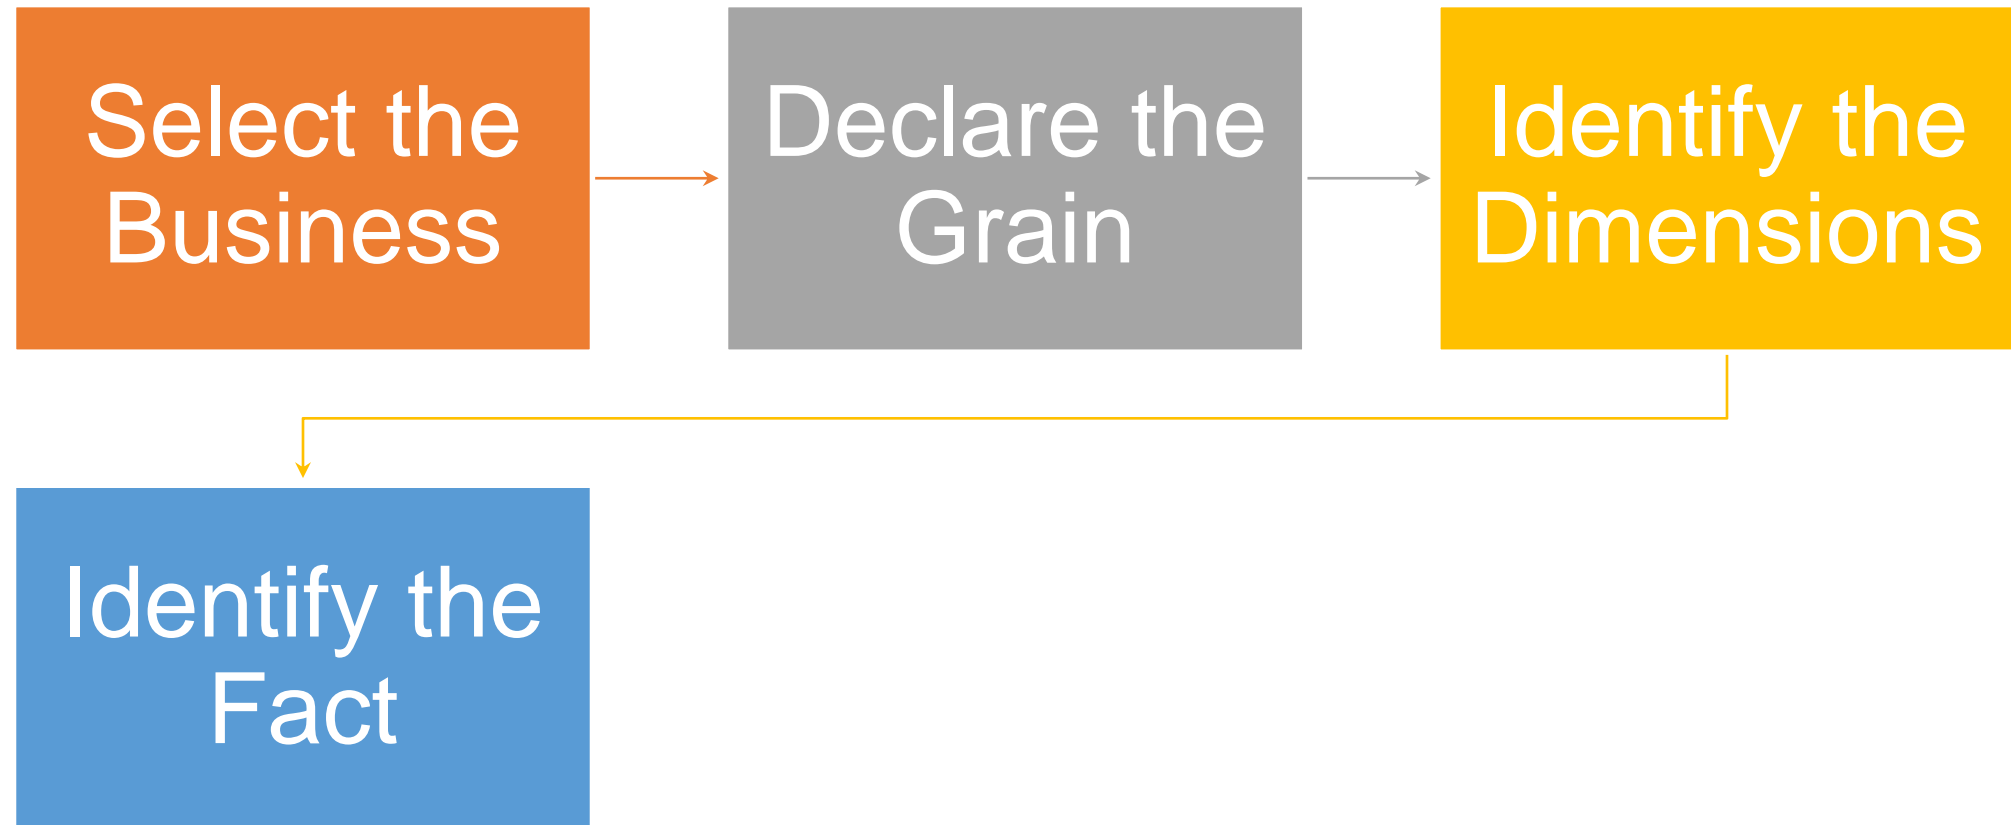 Select the
Business
Declare the
Grain
Identify the
Dimensions
Identify the
Fact